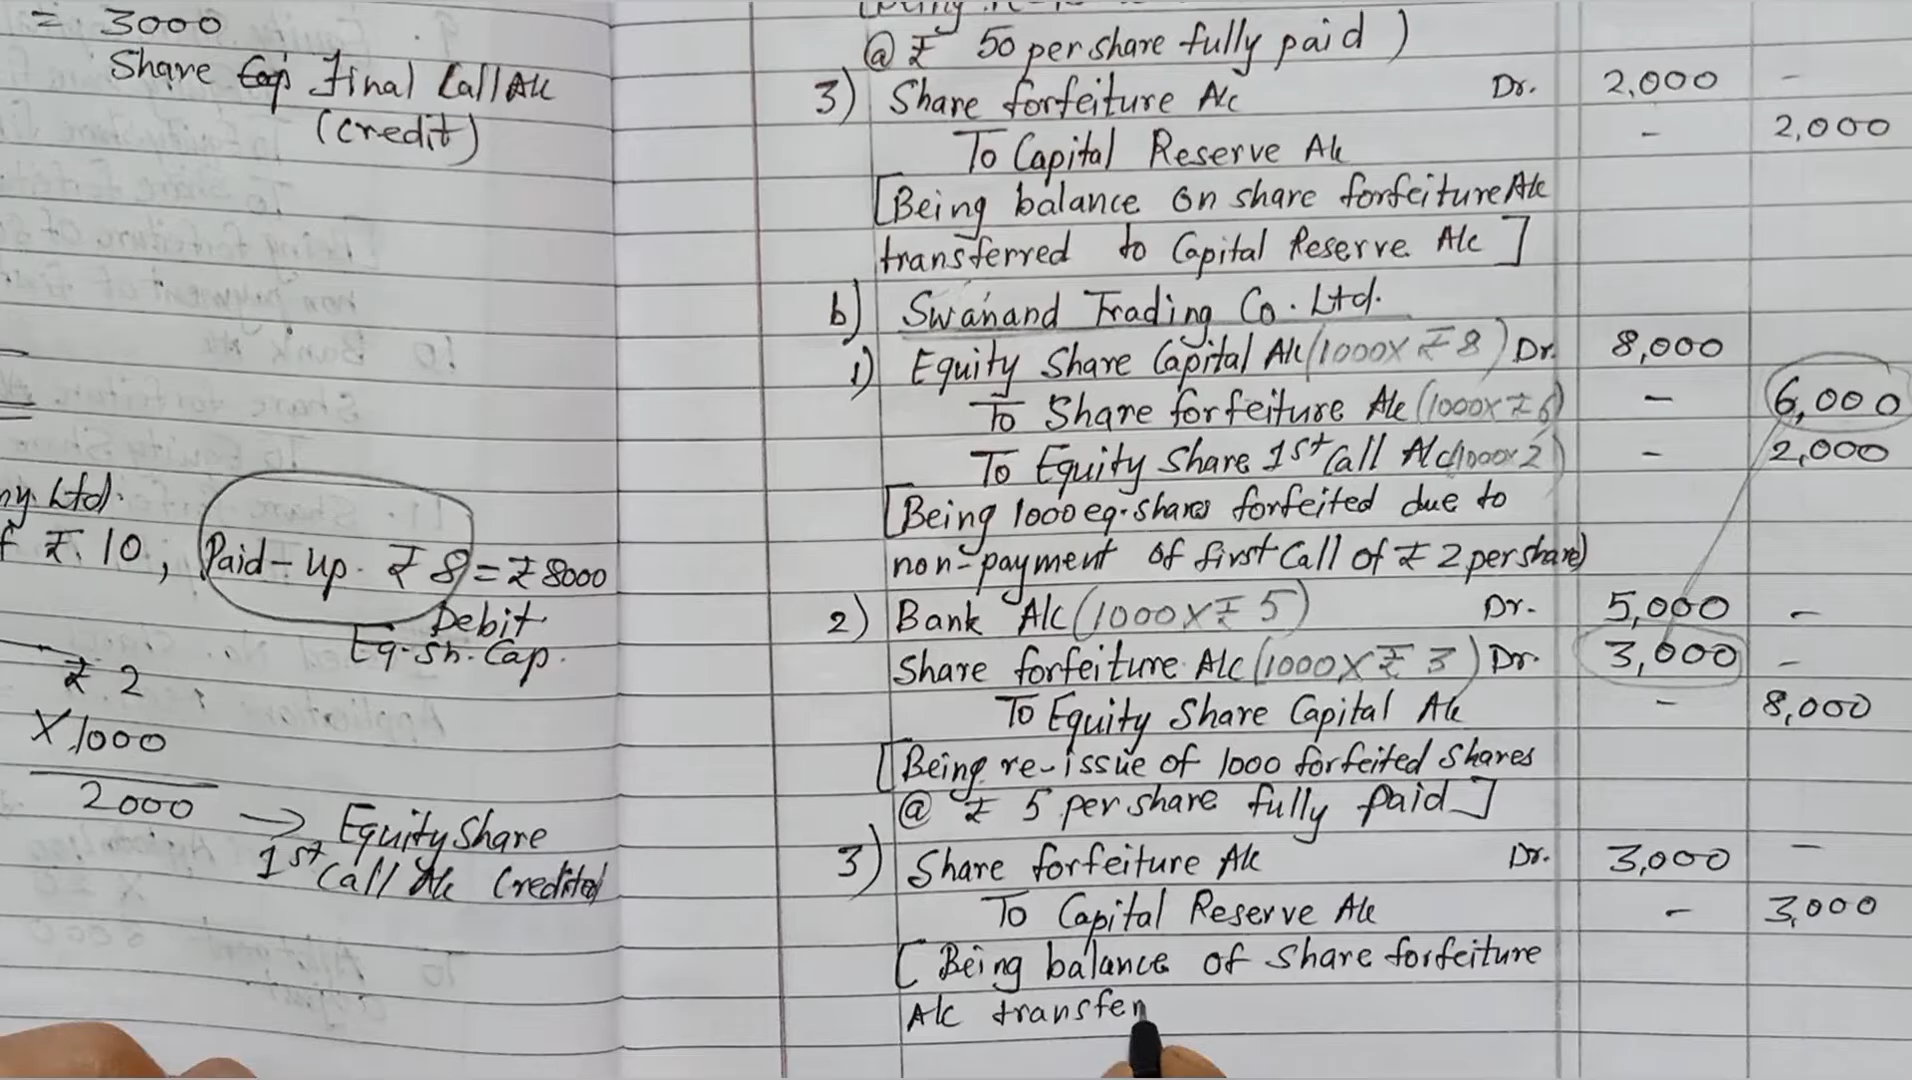 = 3000
Share Cap Final Call A/c
(credit)
ny. Ltd.
f ₹. 10, Paid-up. ₹ 8 = ₹ 8000
Debit
Eq. Sh. Cap.
₹ 2
X 1000
2000 → Equity Share
1st Call A/c Credited
@ ₹ 50 per share fully paid )
3) Share forfeiture A/c Dr. 2,000 -
To Capital Reserve A/c - 2,000
[Being balance on share forfeiture A/c
transferred to Capital Reserve A/c ]
b) Swanand Trading Co. Ltd.
1) Equity Share Capital A/c (1000 X ₹ 8) Dr. 8,000
To Share forfeiture A/c (1000 X ₹ 6) - 6,000
To Equity Share 1st Call A/c (1000 x 2) - 2,000
[Being 1000 eq. shares forfeited due to
non-payment of first Call of ₹ 2 per share)
2) Bank A/c (1000 X ₹ 5) Dr. 5,000 -
Share forfeiture A/c (1000 X ₹ 3) Dr. 3,000 -
To Equity Share Capital A/c - 8,000
[Being re-issue of 1000 forfeited shares
@ ₹ 5 per share fully paid ]
3) Share forfeiture A/c Dr. 3,000 -
To Capital Reserve A/c - 3,000
[Being balance of share forfeiture
A/c transfer